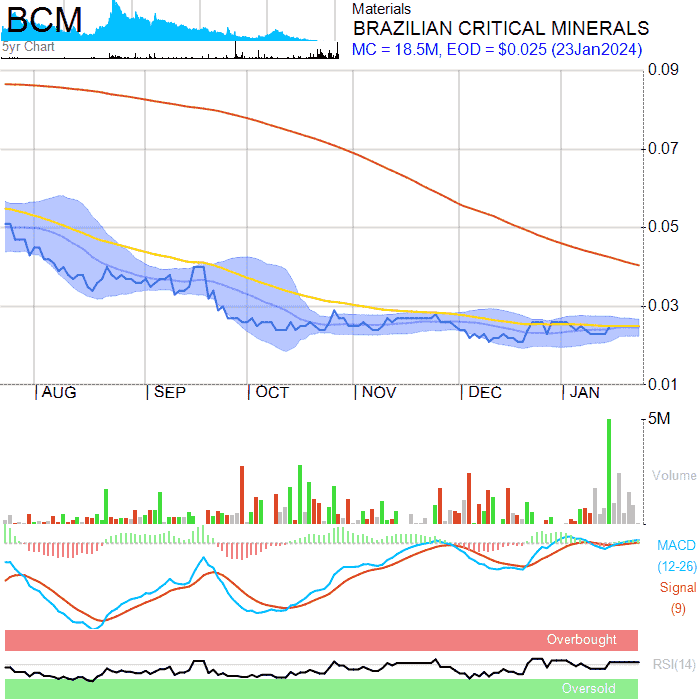 BCM
5yr Chart
Materials
BRAZILIAN CRITICAL MINERALS
MC = 18.5M, EOD = $0.025 (23Jan2024)
0.09
0.07
0.05
0.03
0.01
AUG SEP OCT NOV DEC JAN
5M
Volume
MACD
(12-26)
Signal
(9)
Overbought
RSI(14)
Oversold